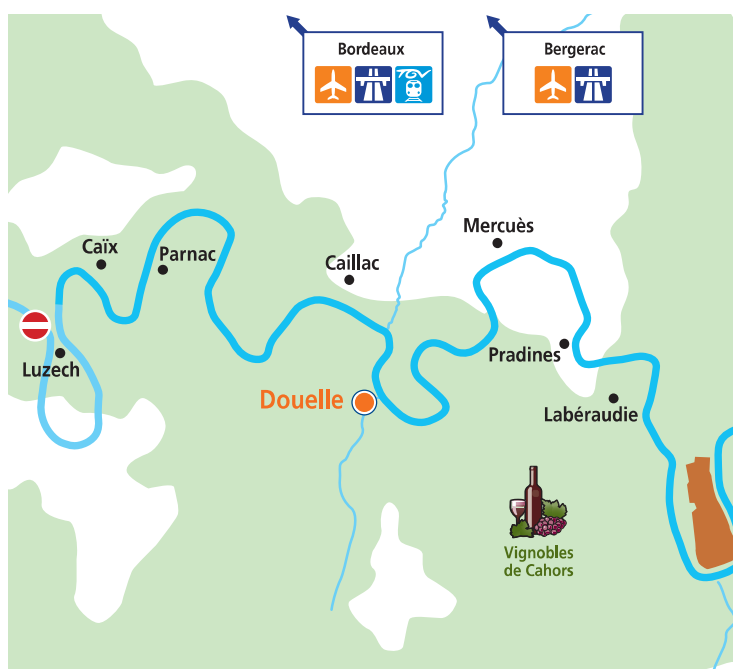 Bordeaux
TGV
Bergerac
Mercuès
Caïx
Parnac
Caillac
Pradines
Luzech
Douelle
Labéraudie
Vignobles
de Cahors